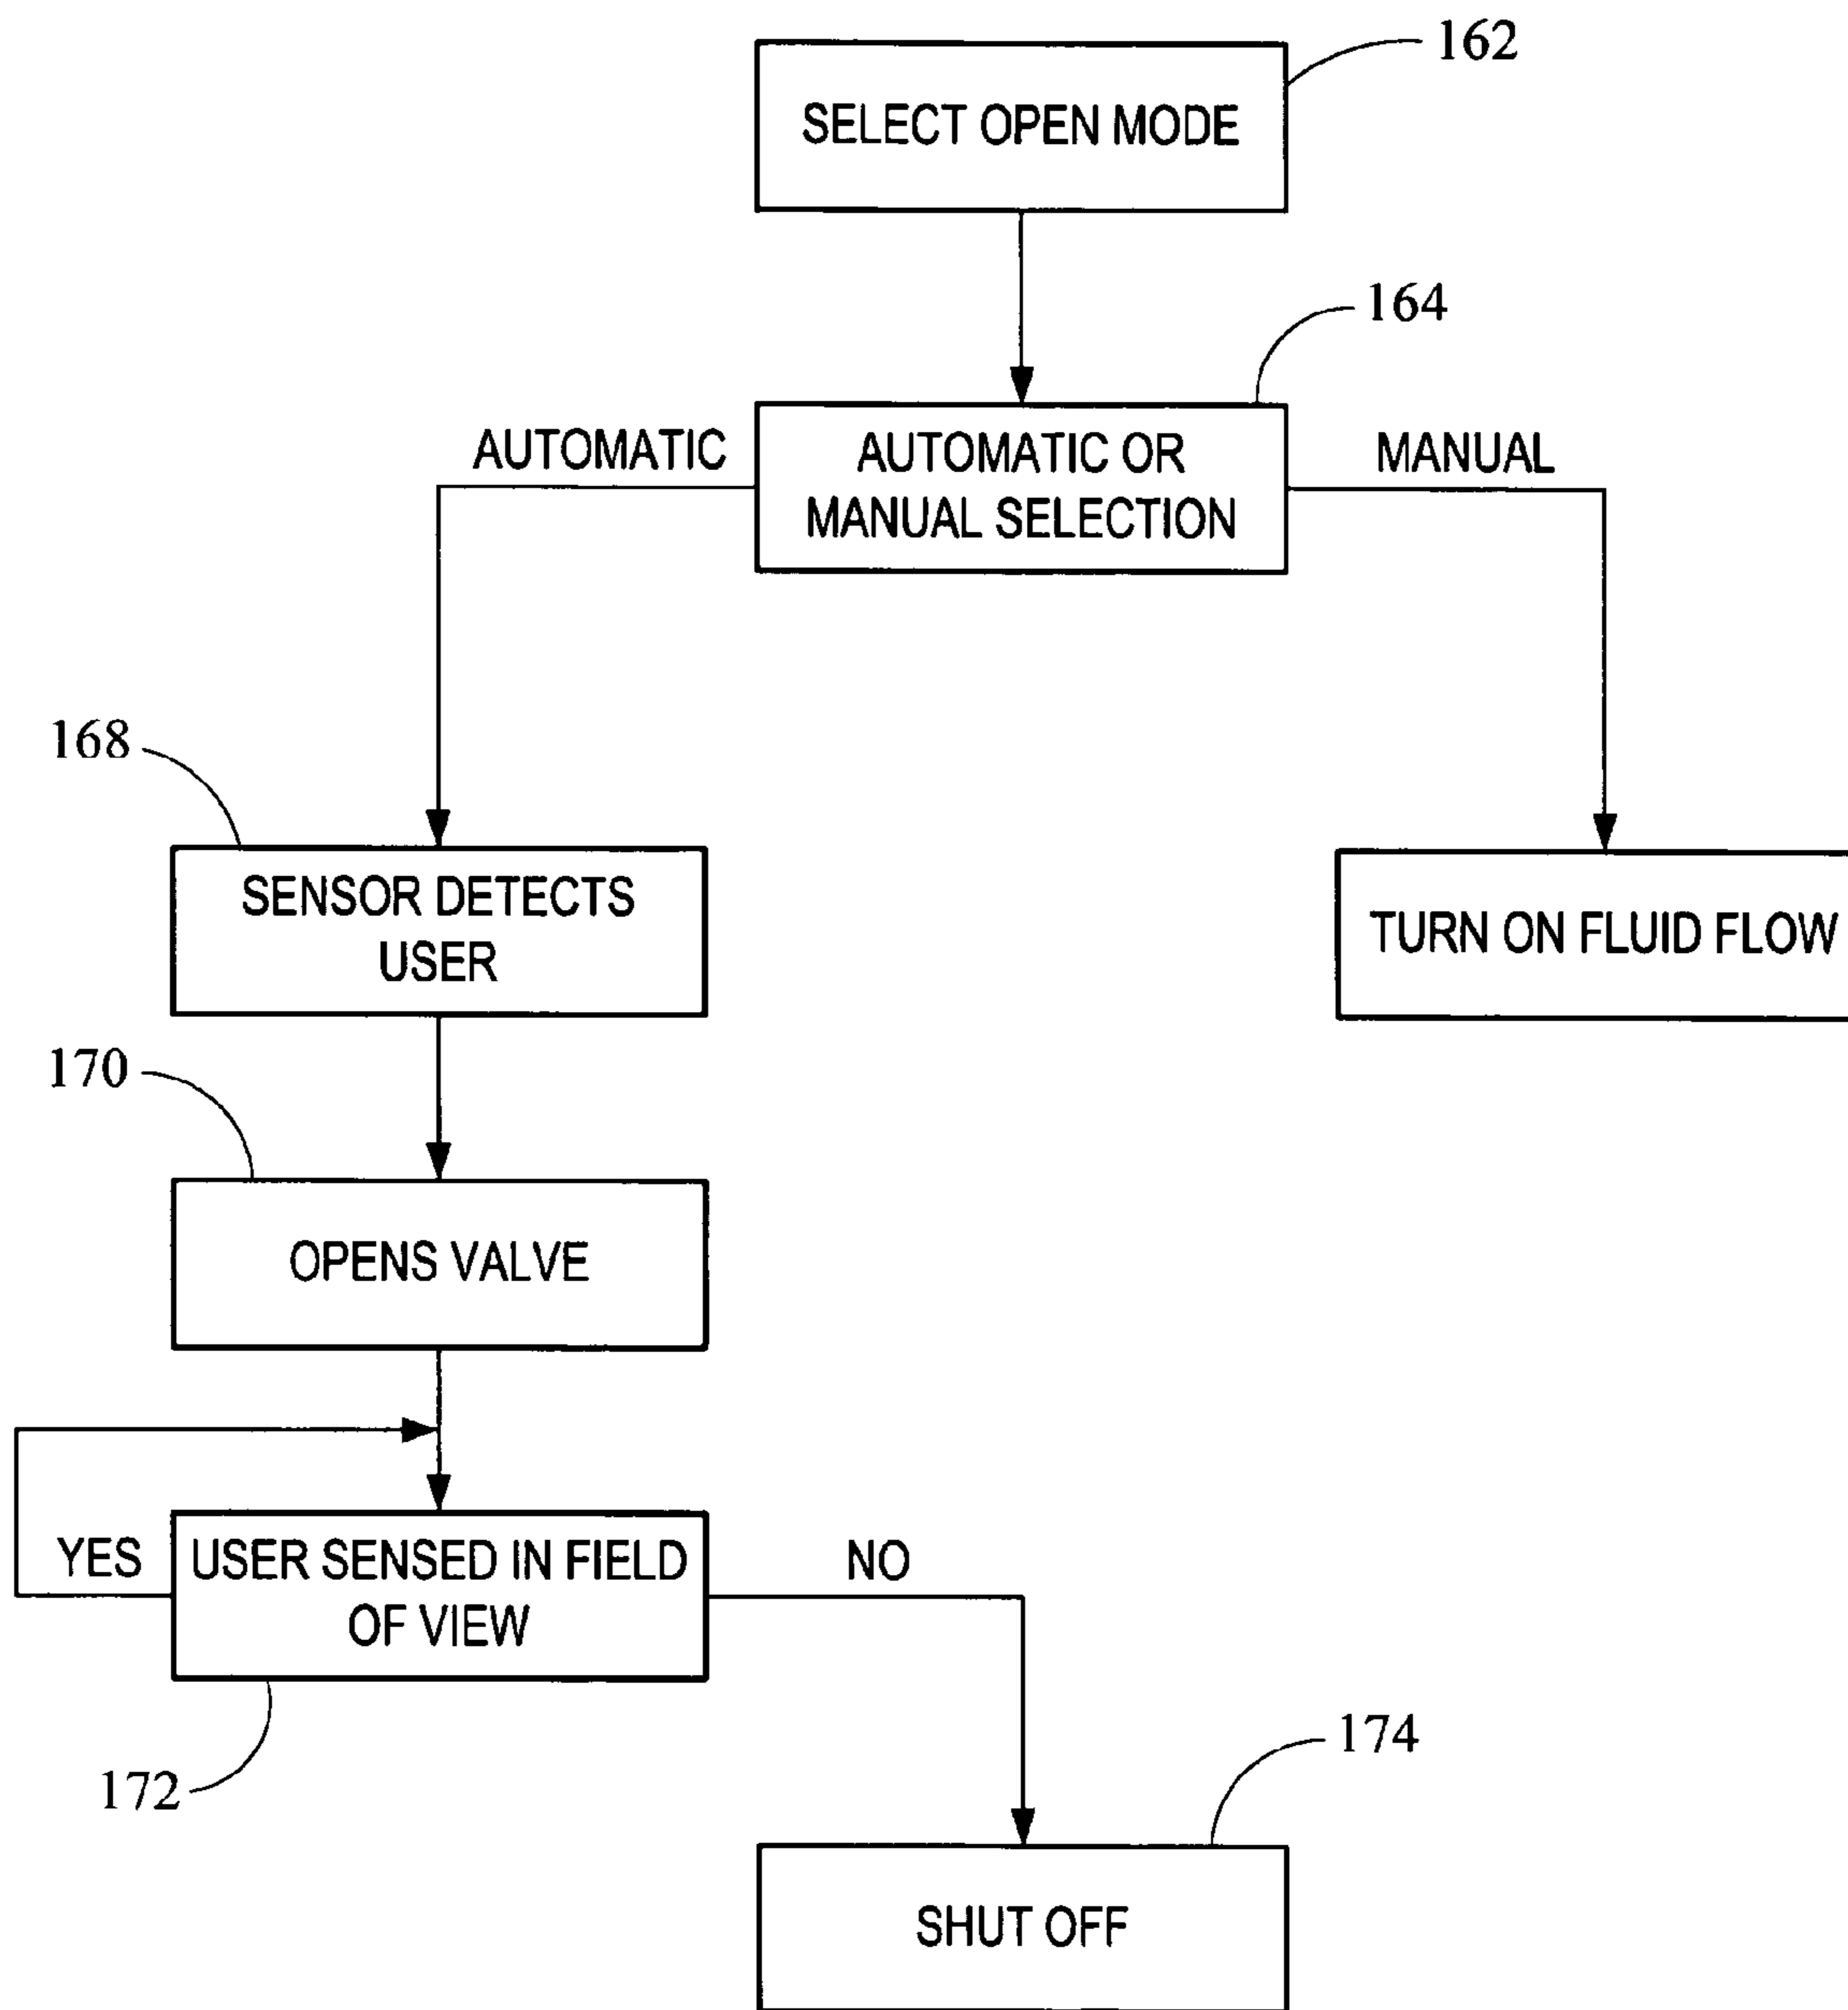 162
SELECT OPEN MODE
164
AUTOMATIC
AUTOMATIC OR
MANUAL SELECTION
MANUAL
168
SENSOR DETECTS
USER
TURN ON FLUID FLOW
170
OPENS VALVE
YES
USER SENSED IN FIELD
OF VIEW
NO
172
174
SHUT OFF